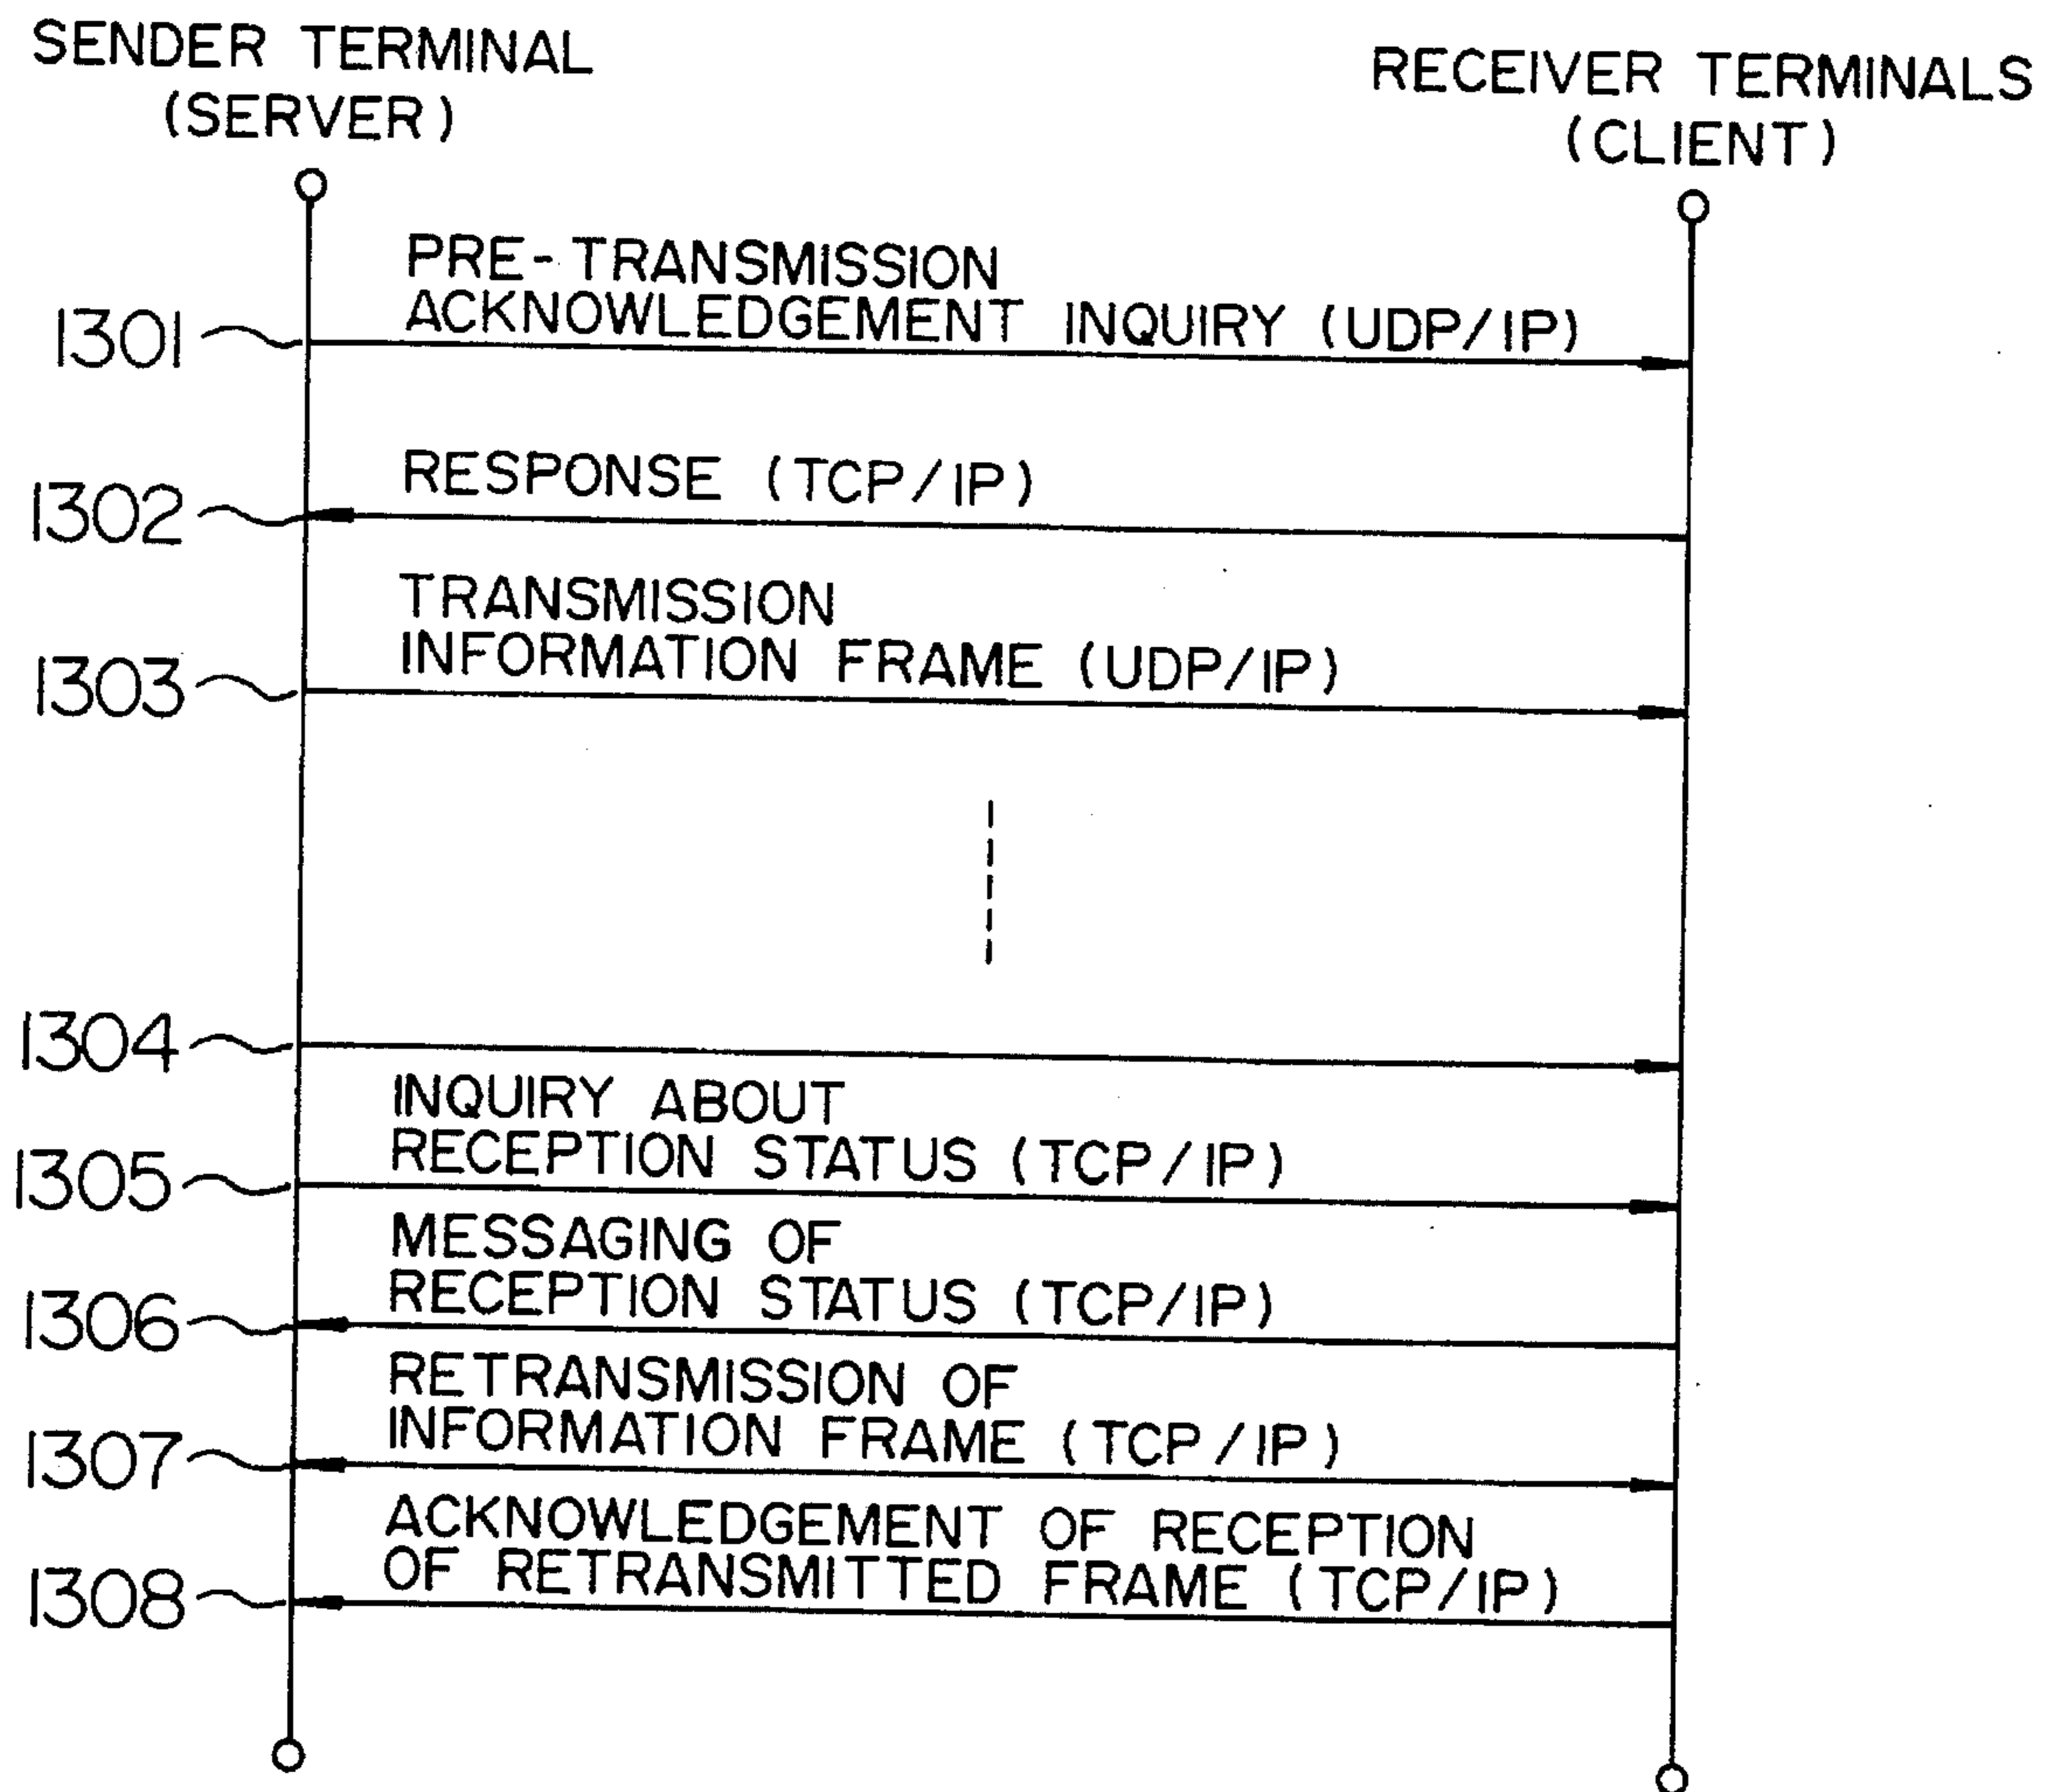 SENDER TERMINAL
(SERVER)
RECEIVER TERMINALS
(CLIENT)
PRE-TRANSMISSION
ACKNOWLEDGEMENT INQUIRY (UDP/IP)
1301
RESPONSE (TCP/IP)
1302
TRANSMISSION
INFORMATION FRAME (UDP/IP)
1303
1304
INQUIRY ABOUT
RECEPTION STATUS (TCP/IP)
1305
MESSAGING OF
RECEPTION STATUS (TCP/IP)
1306
RETRANSMISSION OF
INFORMATION FRAME (TCP/IP)
1307
ACKNOWLEDGEMENT OF RECEPTION
OF RETRANSMITTED FRAME (TCP/IP)
1308